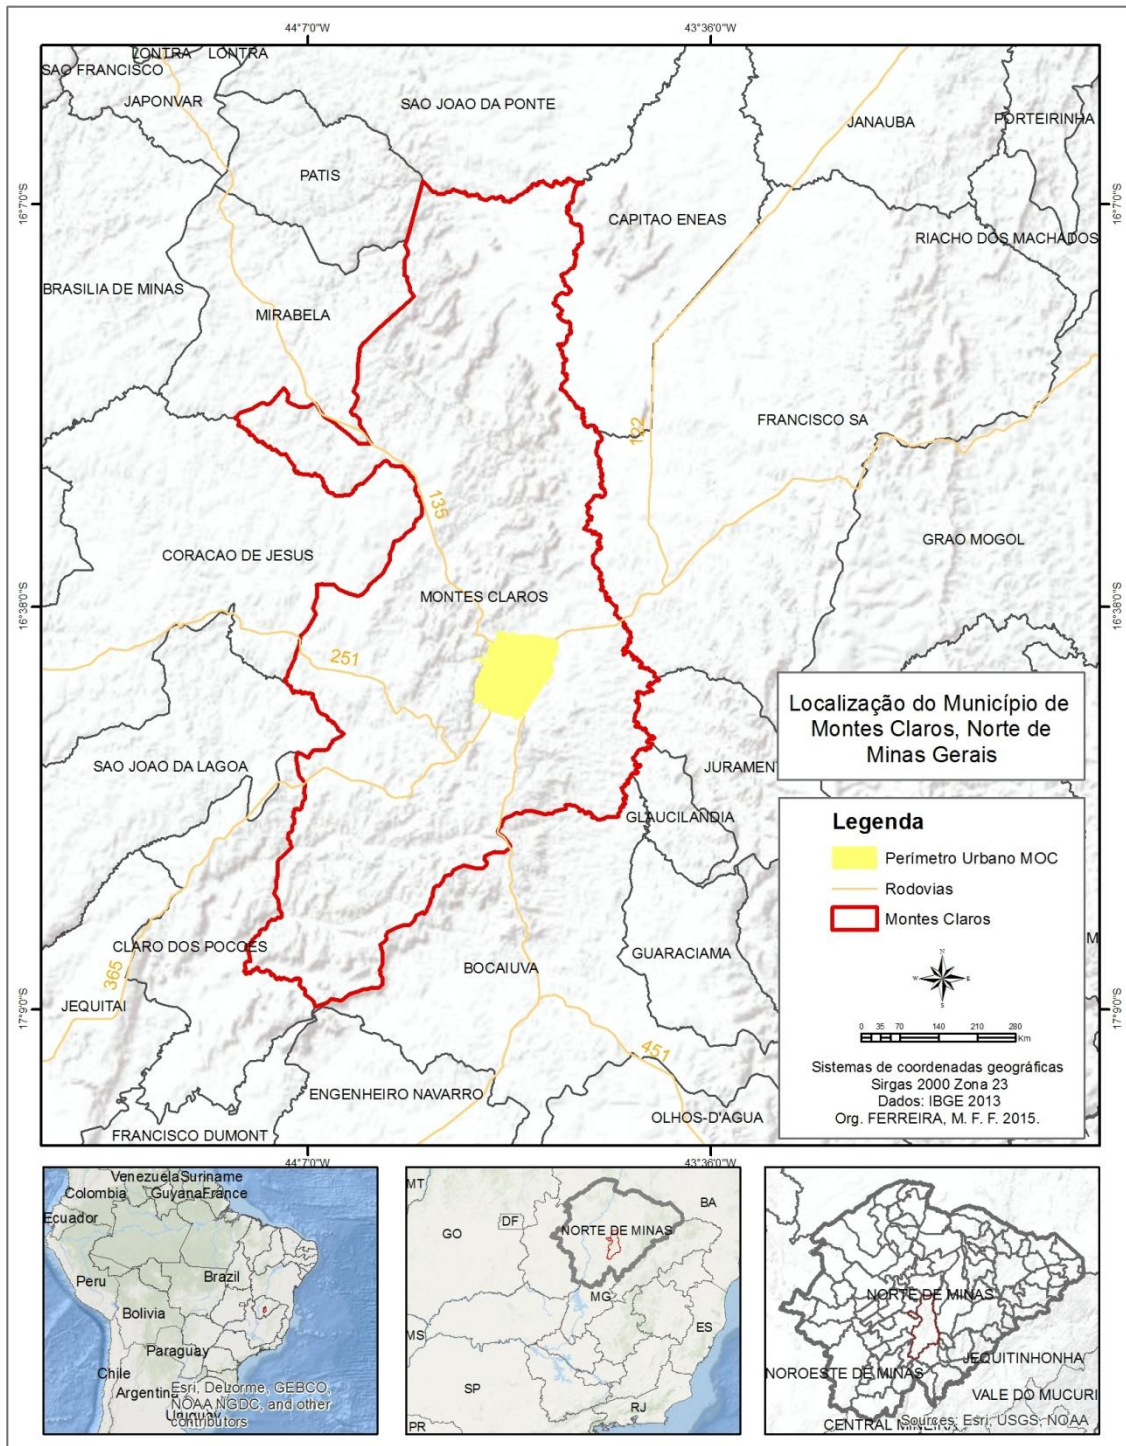 44°7'0"W
43°36'0"W
LONTRA
LONTRA
SAO FRANCISCO
JAPONVAR
SAO JOAO DA PONTE
JANAUBA
PORTEIRINHA
PATIS
16°7'0"S
16°7'0"S
CAPITAO ENEAS
RIACHO DOS MACHADOS
BRASILIA DE MINAS
MIRABELA
FRANCISCO SA
122
135
GRAO MOGOL
CORACAO DE JESUS
MONTES CLAROS
16°38'0"S
16°38'0"S
251
Localização do Município de
Montes Claros, Norte de
Minas Gerais
SAO JOAO DA LAGOA
JURAMEN
GLAUCILANDIA
Legenda
Perímetro Urbano MOC
Rodovias
Montes Claros
CLARO DOS POCOES
BOCAIUVA
GUARACIAMA
M
365
JEQUITAI
N
W
E
S
17°9'0"S
17°9'0"S
0 35 70 140 210 280
Km
451
Sistemas de coordenadas geográficas
Sirgas 2000 Zona 23
Dados: IBGE 2013
Org. FERREIRA, M. F. F. 2015.
ENGENHEIRO NAVARRO
OLHOS-D'AGUA
FRANCISCO DUMONT
44°7'0"W
43°36'0"W
Venezuela
Suriname
Colombia
Guyana
France
Ecuador
Peru
Brazil
Bolivia
Paraguay
Chile
Argentina
Uruguay
Esri, DeLorme, GEBCO,
NOAA NGDC, and other
contributors
MT
BA
GO
DF
NORTE DE MINAS
MG
MS
ES
SP
RJ
PR
NORTE DE MINAS
JEQUITINHONHA
NOROESTE DE MINAS
VALE DO MUCURI
CENTRAL MINEIRA
Sources: Esri, USGS, NOAA